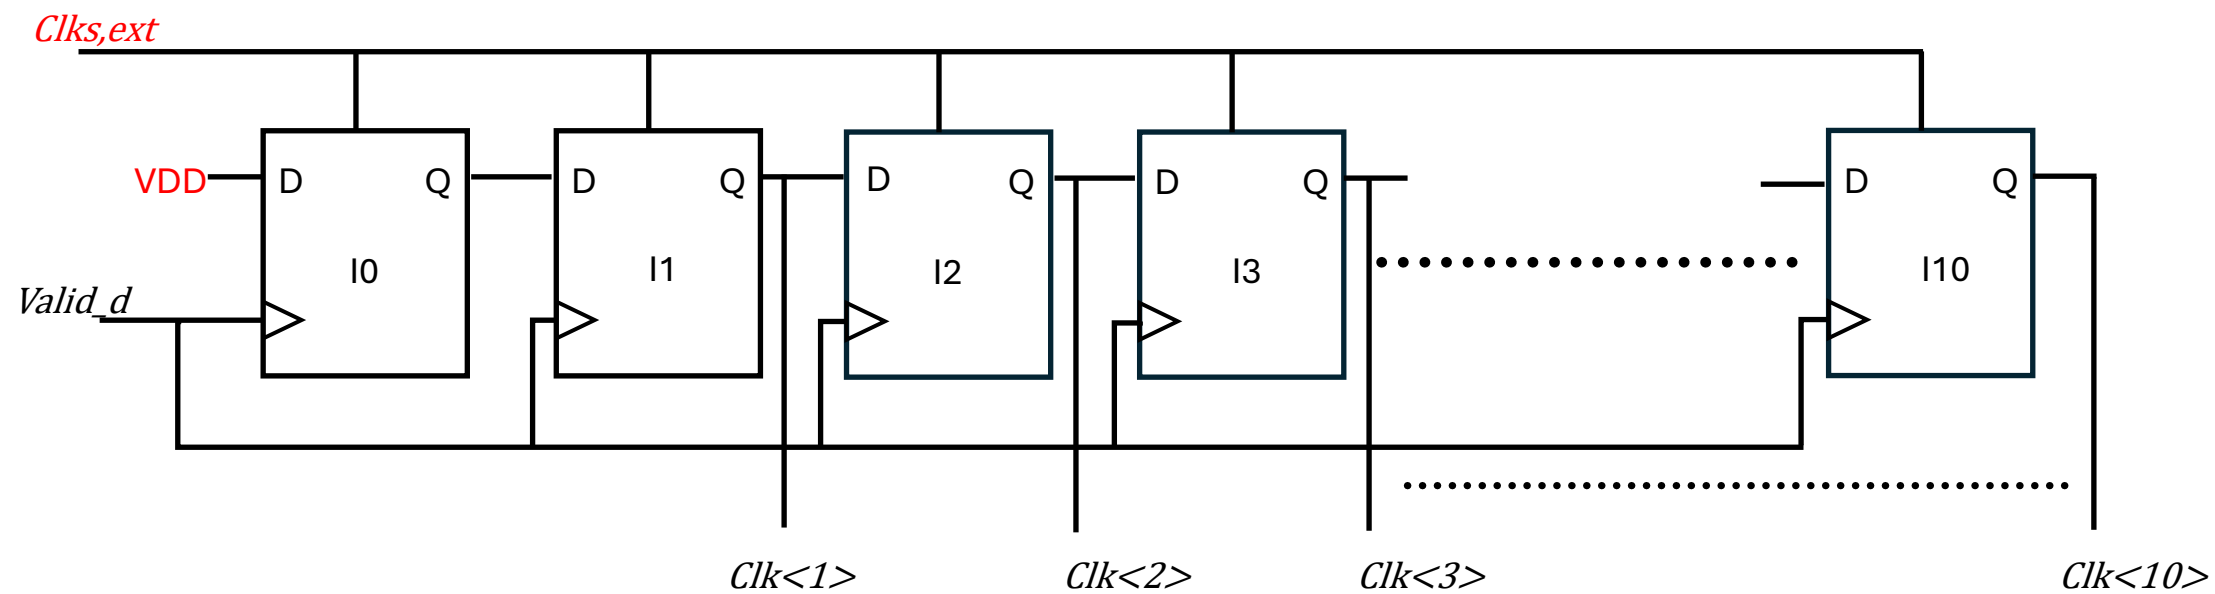 Clks,ext
VDD
D Q D Q D Q D Q D Q
I0 I1 I2 I3 I10
Valid_d
Clk<1> Clk<2> Clk<3> Clk<10>